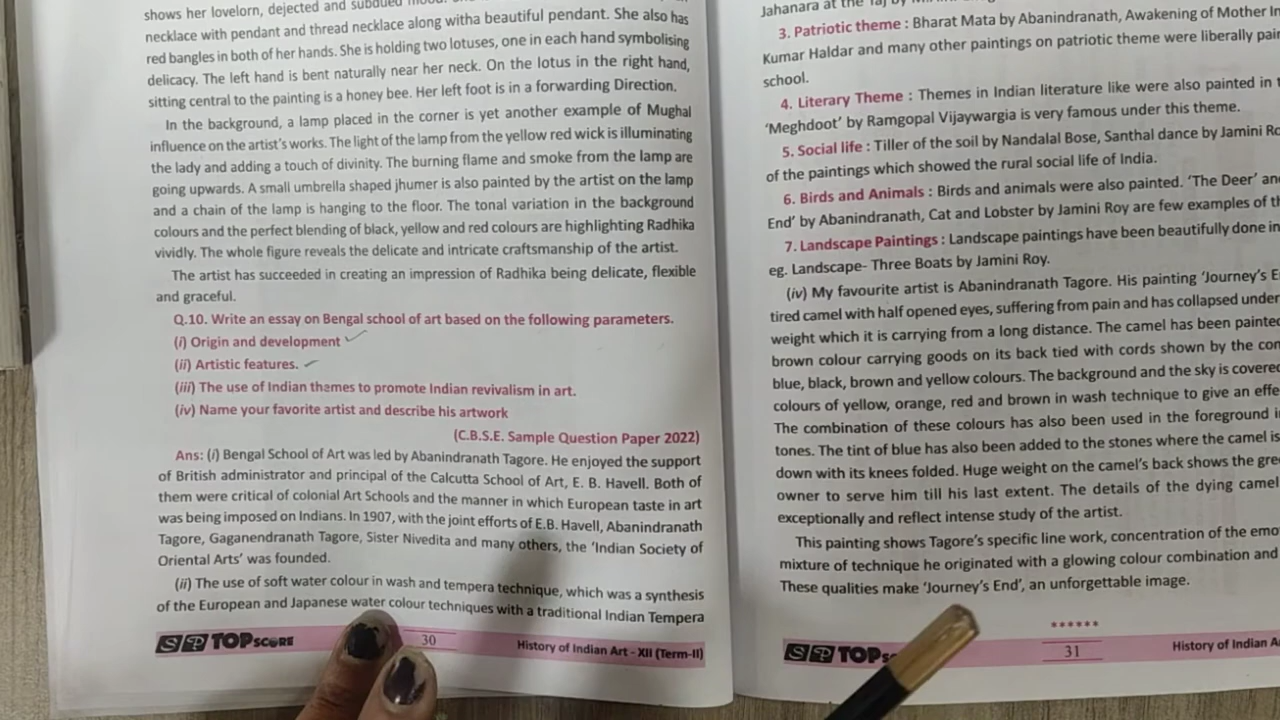 shows her lovelorn, dejected and subdued mood.
necklace with pendant and thread necklace along witha beautiful pendant. She also has
red bangles in both of her hands. She is holding two lotuses, one in each hand symbolising
delicacy. The left hand is bent naturally near her neck. On the lotus in the right hand,
sitting central to the painting is a honey bee. Her left foot is in a forwarding Direction.
In the background, a lamp placed in the corner is yet another example of Mughal
influence on the artist's works. The light of the lamp from the yellow red wick is illuminating
the lady and adding a touch of divinity. The burning flame and smoke from the lamp are
going upwards. A small umbrella shaped jhumer is also painted by the artist on the lamp
and a chain of the lamp is hanging to the floor. The tonal variation in the background
colours and the perfect blending of black, yellow and red colours are highlighting Radhika
vividly. The whole figure reveals the delicate and intricate craftsmanship of the artist.
The artist has succeeded in creating an impression of Radhika being delicate, flexible
and graceful.
Q.10. Write an essay on Bengal school of art based on the following parameters.
(i) Origin and development
(ii) Artistic features.
(iii) The use of Indian themes to promote Indian revivalism in art.
(iv) Name your favorite artist and describe his artwork
(C.B.S.E. Sample Question Paper 2022)
Ans: (i) Bengal School of Art was led by Abanindranath Tagore. He enjoyed the support
of British administrator and principal of the Calcutta School of Art, E. B. Havell. Both of
them were critical of colonial Art Schools and the manner in which European taste in art
was being imposed on Indians. In 1907, with the joint efforts of E.B. Havell, Abanindranath
Tagore, Gaganendranath Tagore, Sister Nivedita and many others, the 'Indian Society of
Oriental Arts' was founded.
(ii) The use of soft water colour in wash and tempera technique, which was a synthesis
of the European and Japanese water colour techniques with a traditional Indian Tempera
SP TOP SCORE 30 History of Indian Art - XII (Term-II)
Jahanara at the Taj by
3. Patriotic theme : Bharat Mata by Abanindranath, Awakening of Mother
Kumar Haldar and many other paintings on patriotic theme were liberally
school.
4. Literary Theme : Themes in Indian literature like were also painted in
'Meghdoot' by Ramgopal Vijaywargia is very famous under this theme.
5. Social life : Tiller of the soil by Nandalal Bose, Santhal dance by Jamini
of the paintings which showed the rural social life of India.
6. Birds and Animals : Birds and animals were also painted. 'The Deer'
End' by Abanindranath, Cat and Lobster by Jamini Roy are few examples of
7. Landscape Paintings : Landscape paintings have been beautifully done in
eg. Landscape- Three Boats by Jamini Roy.
(iv) My favourite artist is Abanindranath Tagore. His painting 'Journey's
tired camel with half opened eyes, suffering from pain and has collapsed under
weight which it is carrying from a long distance. The camel has been painted
brown colour carrying goods on its back tied with cords shown by the
blue, black, brown and yellow colours. The background and the sky is covered
colours of yellow, orange, red and brown in wash technique to give an
The combination of these colours has also been used in the foreground
tones. The tint of blue has also been added to the stones where the camel is
down with its knees folded. Huge weight on the camel's back shows the
owner to serve him till his last extent. The details of the dying camel
exceptionally and reflect intense study of the artist.
This painting shows Tagore's specific line work, concentration of the
mixture of technique he originated with a glowing colour combination and
These qualities make 'Journey's End', an unforgettable image.
******
SP TOP 31 History of Indian